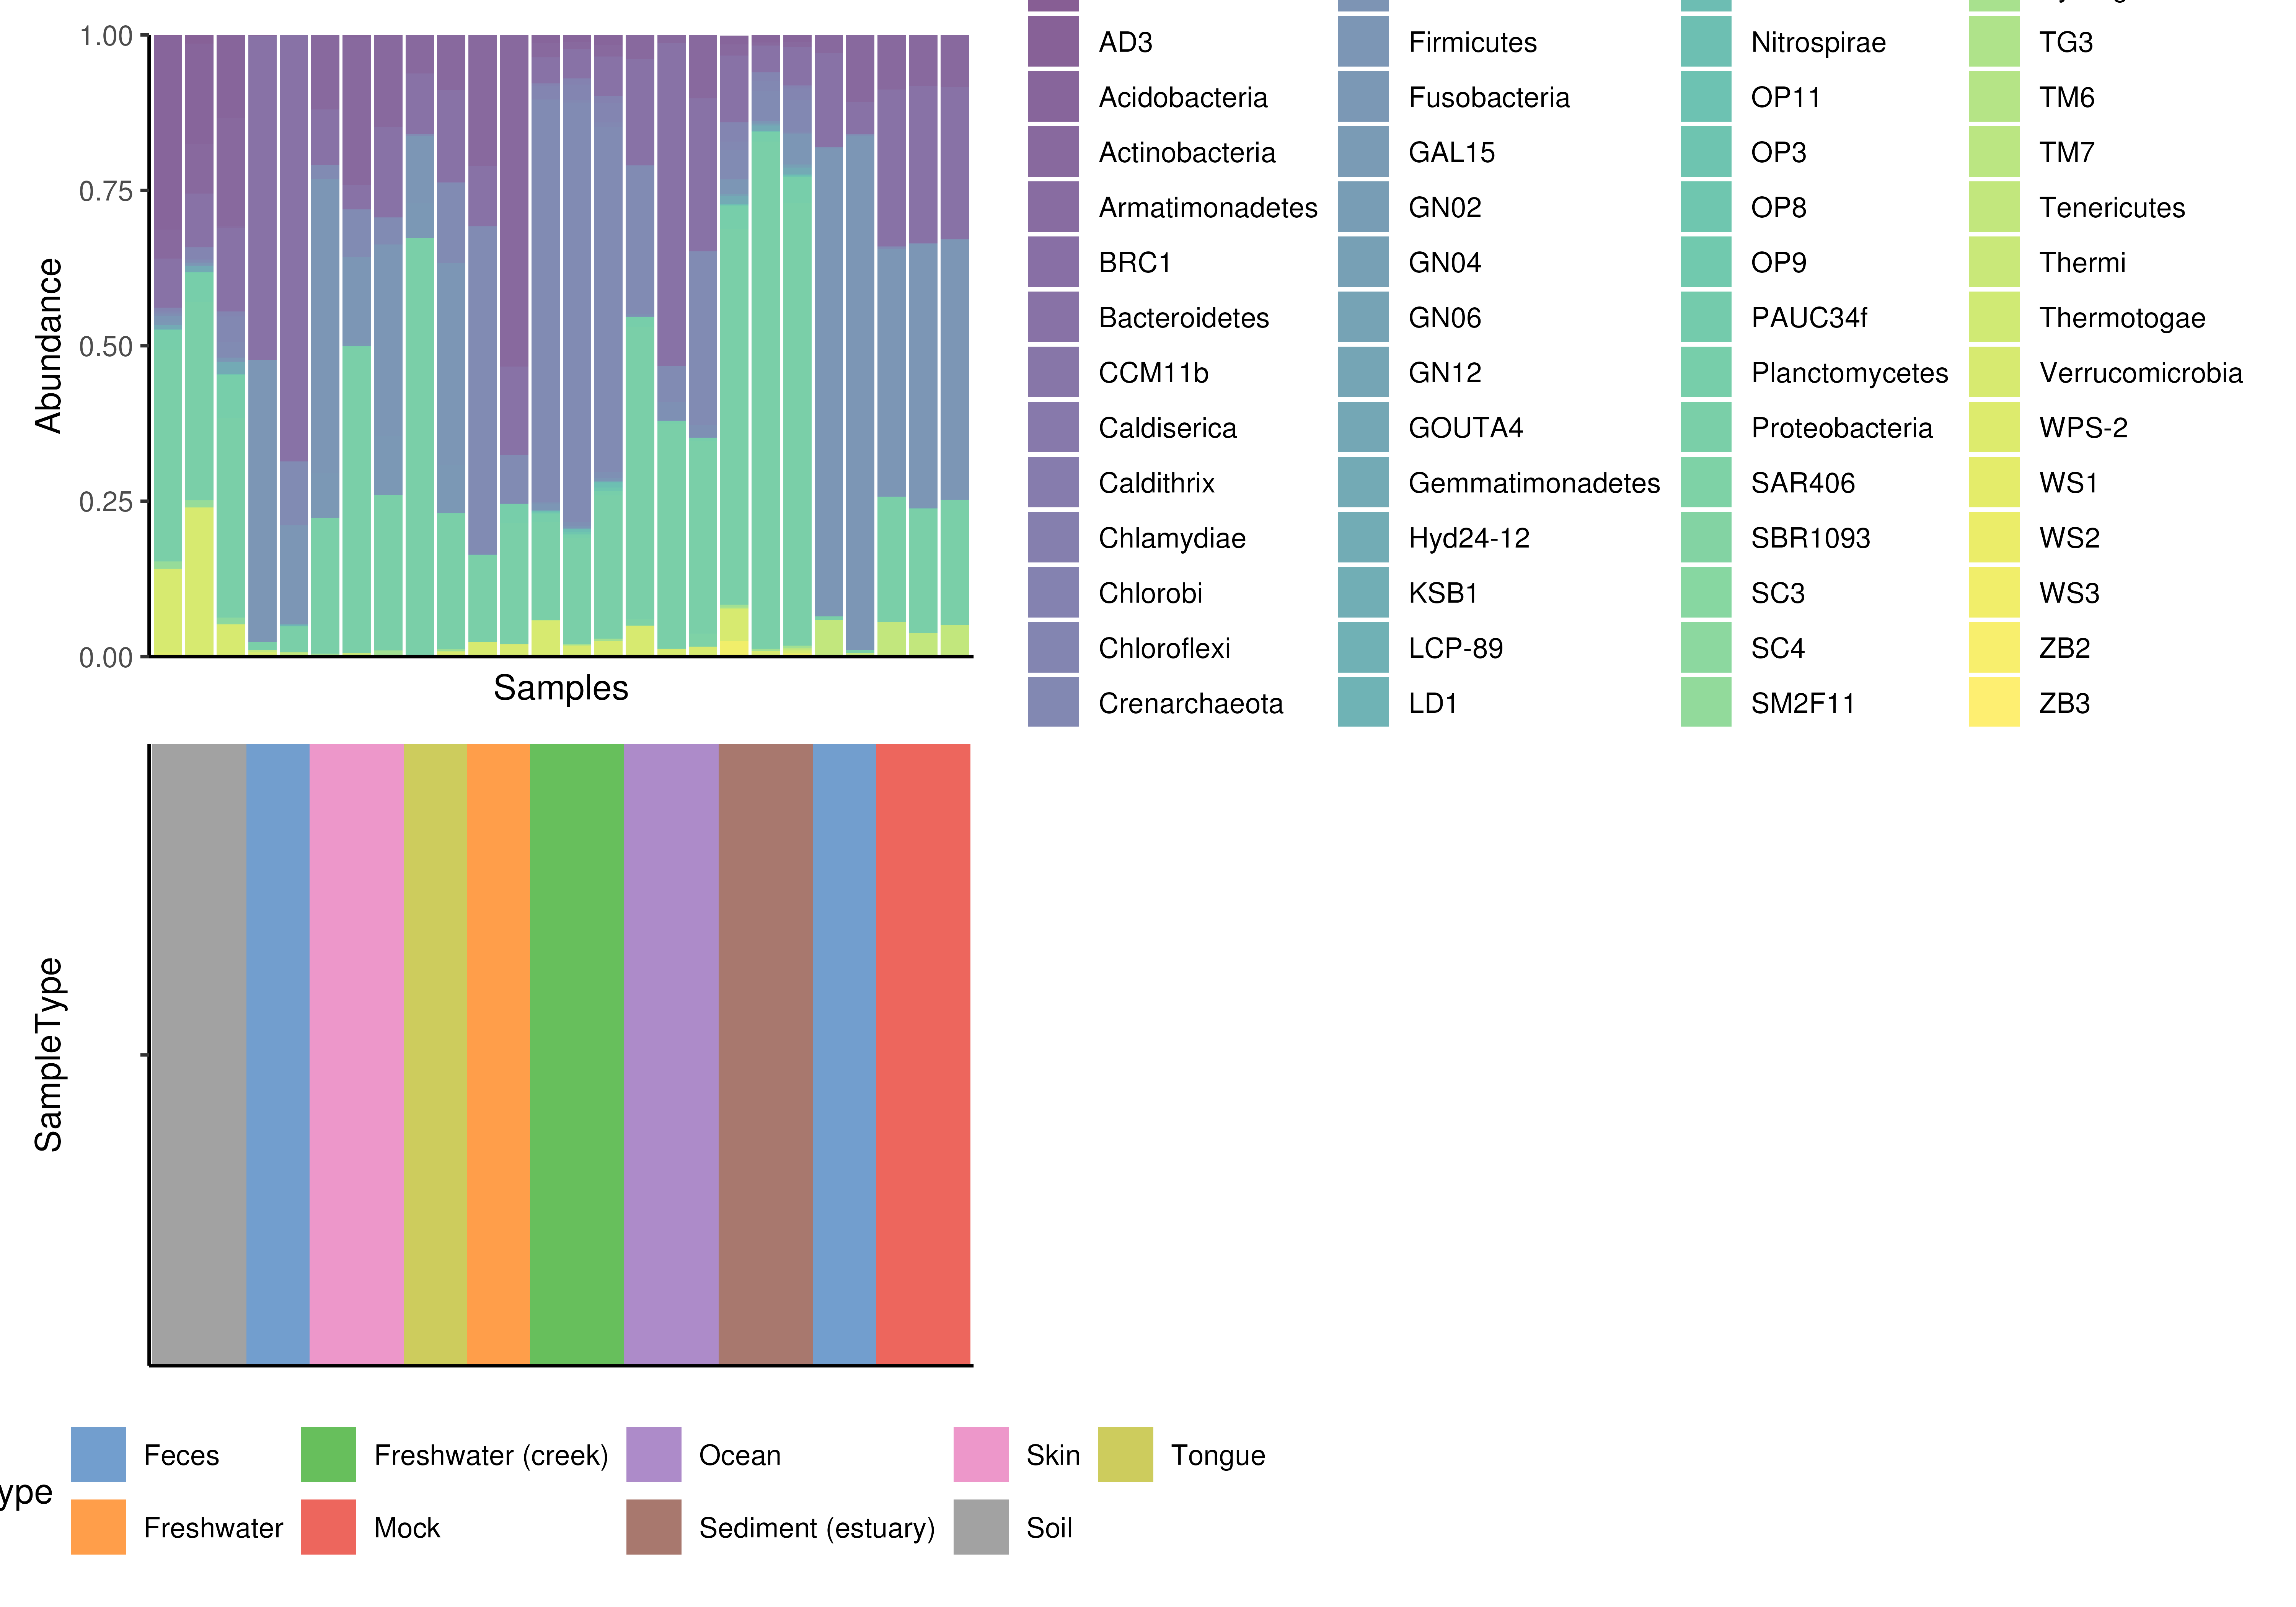 1.00
0.75
0.50
0.25
0.00
Abundance
Samples
AD3
Acidobacteria
Actinobacteria
Armatimonadetes
BRC1
Bacteroidetes
CCM11b
Caldiserica
Caldithrix
Chlamydiae
Chlorobi
Chloroflexi
Crenarchaeota
Firmicutes
Fusobacteria
GAL15
GN02
GN04
GN06
GN12
GOUTA4
Gemmatimonadetes
Hyd24-12
KSB1
LCP-89
LD1
Nitrospirae
OP11
OP3
OP8
OP9
PAUC34f
Planctomycetes
Proteobacteria
SAR406
SBR1093
SC3
SC4
SM2F11
TG3
TM6
TM7
Tenericutes
Thermi
Thermotogae
Verrucomicrobia
WPS-2
WS1
WS2
WS3
ZB2
ZB3
SampleType
ype
Feces
Freshwater (creek)
Ocean
Skin
Tongue
Freshwater
Mock
Sediment (estuary)
Soil